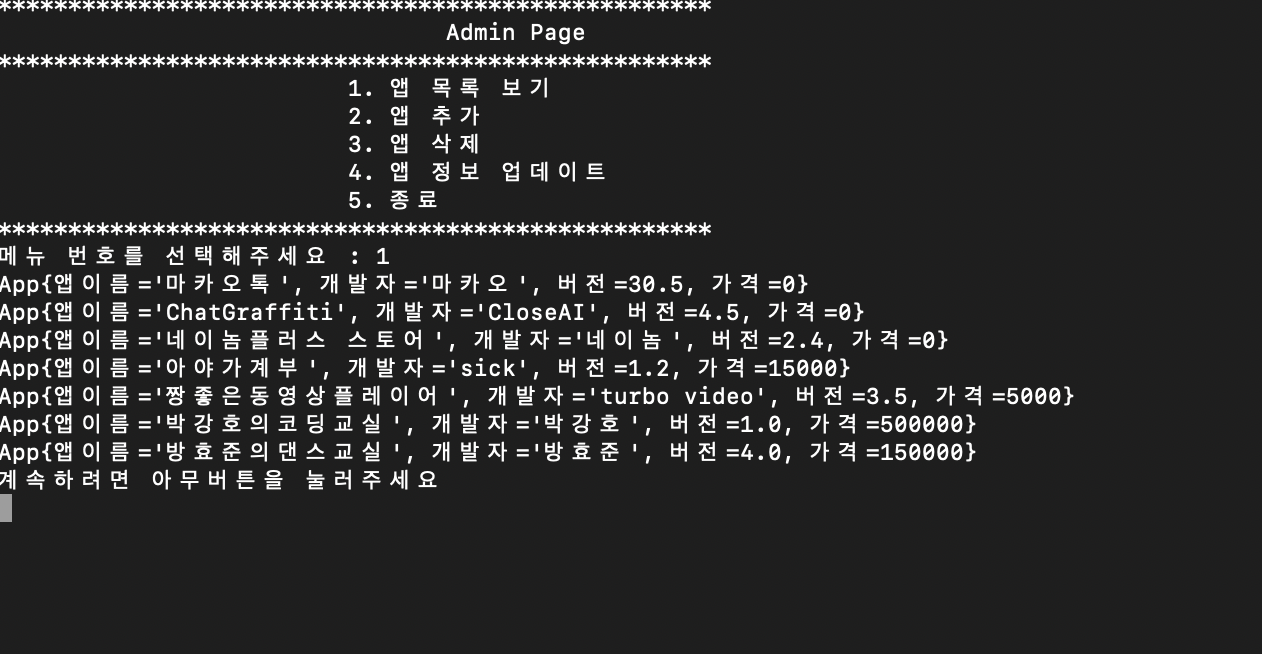 ***************************************************
Admin Page
***************************************************
1. 앱 목록 보기
2. 앱 추가
3. 앱 삭제
4. 앱 정보 업데이트
5. 종료
***************************************************
메뉴 번호를 선택해주세요 : 1
App{앱이름='마카오톡', 개발자='마카오', 버전=30.5, 가격=0}
App{앱이름='ChatGraffiti', 개발자='CloseAI', 버전=4.5, 가격=0}
App{앱이름='네이놈플러스 스토어', 개발자='네이놈', 버전=2.4, 가격=0}
App{앱이름='아야가계부', 개발자='sick', 버전=1.2, 가격=15000}
App{앱이름='짱좋은동영상플레이어', 개발자='turbo video', 버전=3.5, 가격=5000}
App{앱이름='박강호의코딩교실', 개발자='박강호', 버전=1.0, 가격=500000}
App{앱이름='방효준의댄스교실', 개발자='방효준', 버전=4.0, 가격=150000}
계속하려면 아무버튼을 눌러주세요